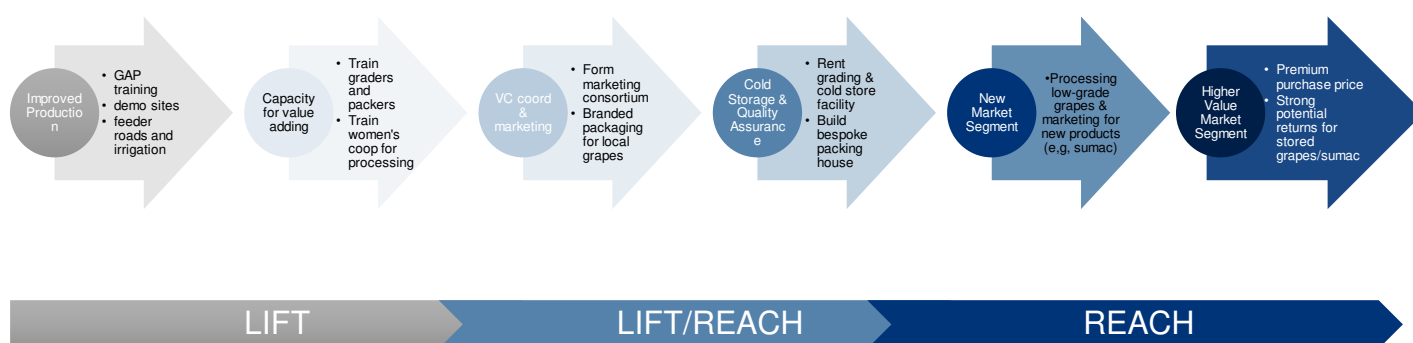 Improved
Productio
n
• GAP
training
• demo sites
• feeder
roads and
irrigation
Capacity
for value
adding
• Train
graders
and
packers
• Train
women's
coop for
processing
VC coord
&
marketing
• Form
marketing
consortium
• Branded
packaging
for local
grapes
Cold
Storage &
Quality
Assuranc
e
• Rent
grading &
cold store
facility
• Build
bespoke
packing
house
New
Market
Segment
•Processing
low-grade
grapes &
marketing for
new products
(e,g, sumac)
Higher
Value
Market
Segment
• Premium
purchase price
• Strong
potential
returns for
stored
grapes/sumac
LIFT
LIFT/REACH
REACH